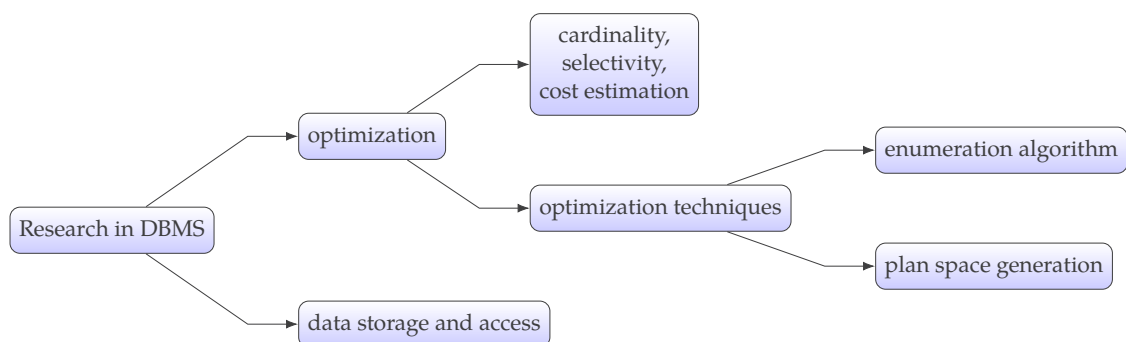 cardinality,
selectivity,
cost estimation
optimization
enumeration algorithm
optimization techniques
Research in DBMS
plan space generation
data storage and access